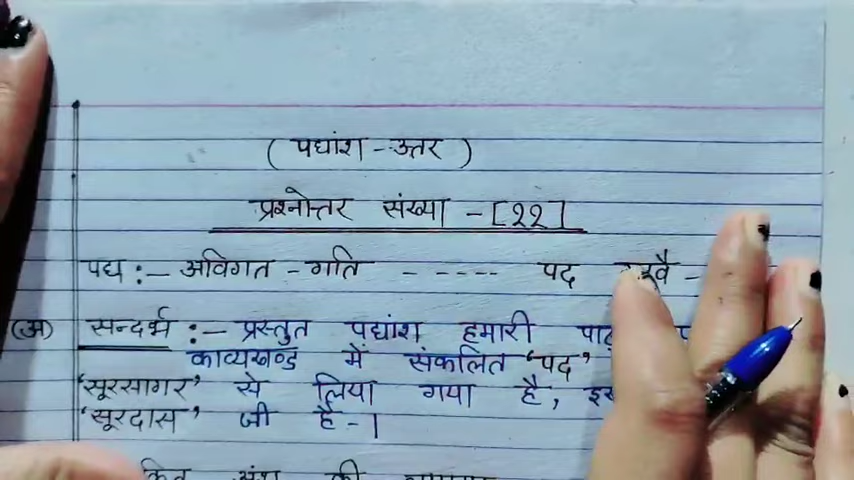 ( पद्यांश - उत्तर )
प्रश्नोत्तर संख्या - [22]
पद्य :- अविगत - गति - - - - - - पद
(अ) सन्दर्भ :- प्रस्तुत पद्यांश हमारी
काव्यखण्ड में संकलित 'पद'
'सूरसागर' से लिया गया है,
'सूरदास' जी है - ।
अंश की